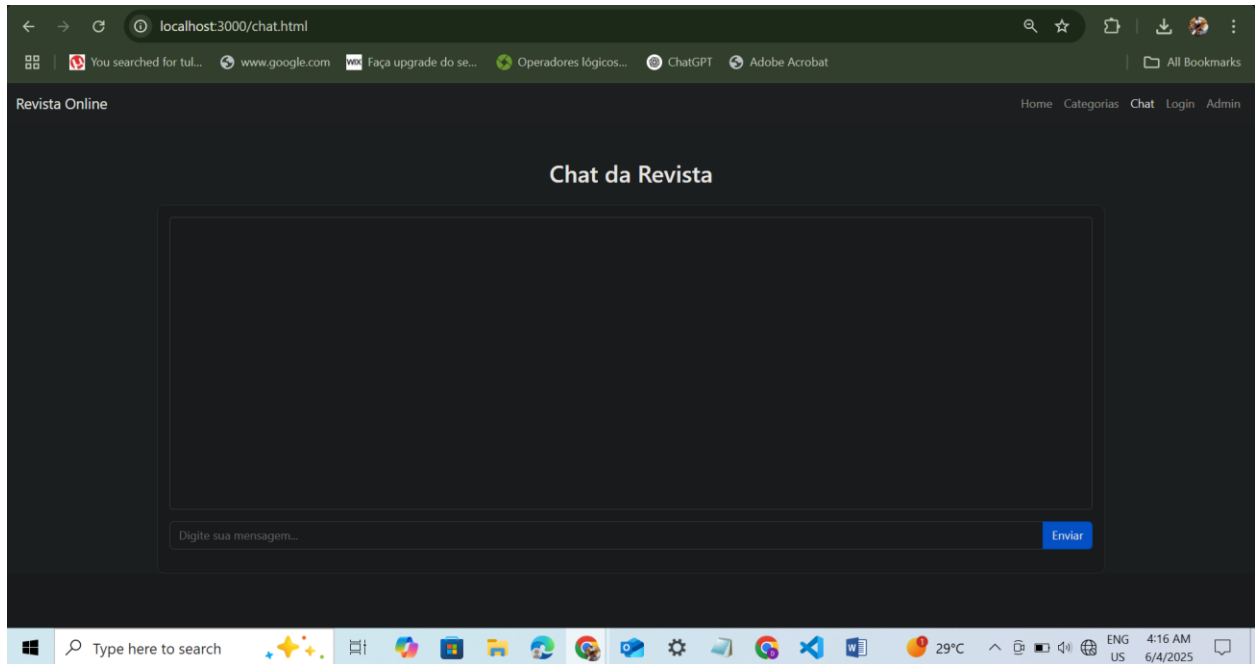 localhost:3000/chat.html
You searched for tul... www.google.com Faça upgrade do se... Operadores lógicos... ChatGPT Adobe Acrobat All Bookmarks
Revista Online Home Categorias Chat Login Admin
Chat da Revista
Digite sua mensagem... Enviar
Type here to search 29°C ENG 4:16 AM
US 6/4/2025